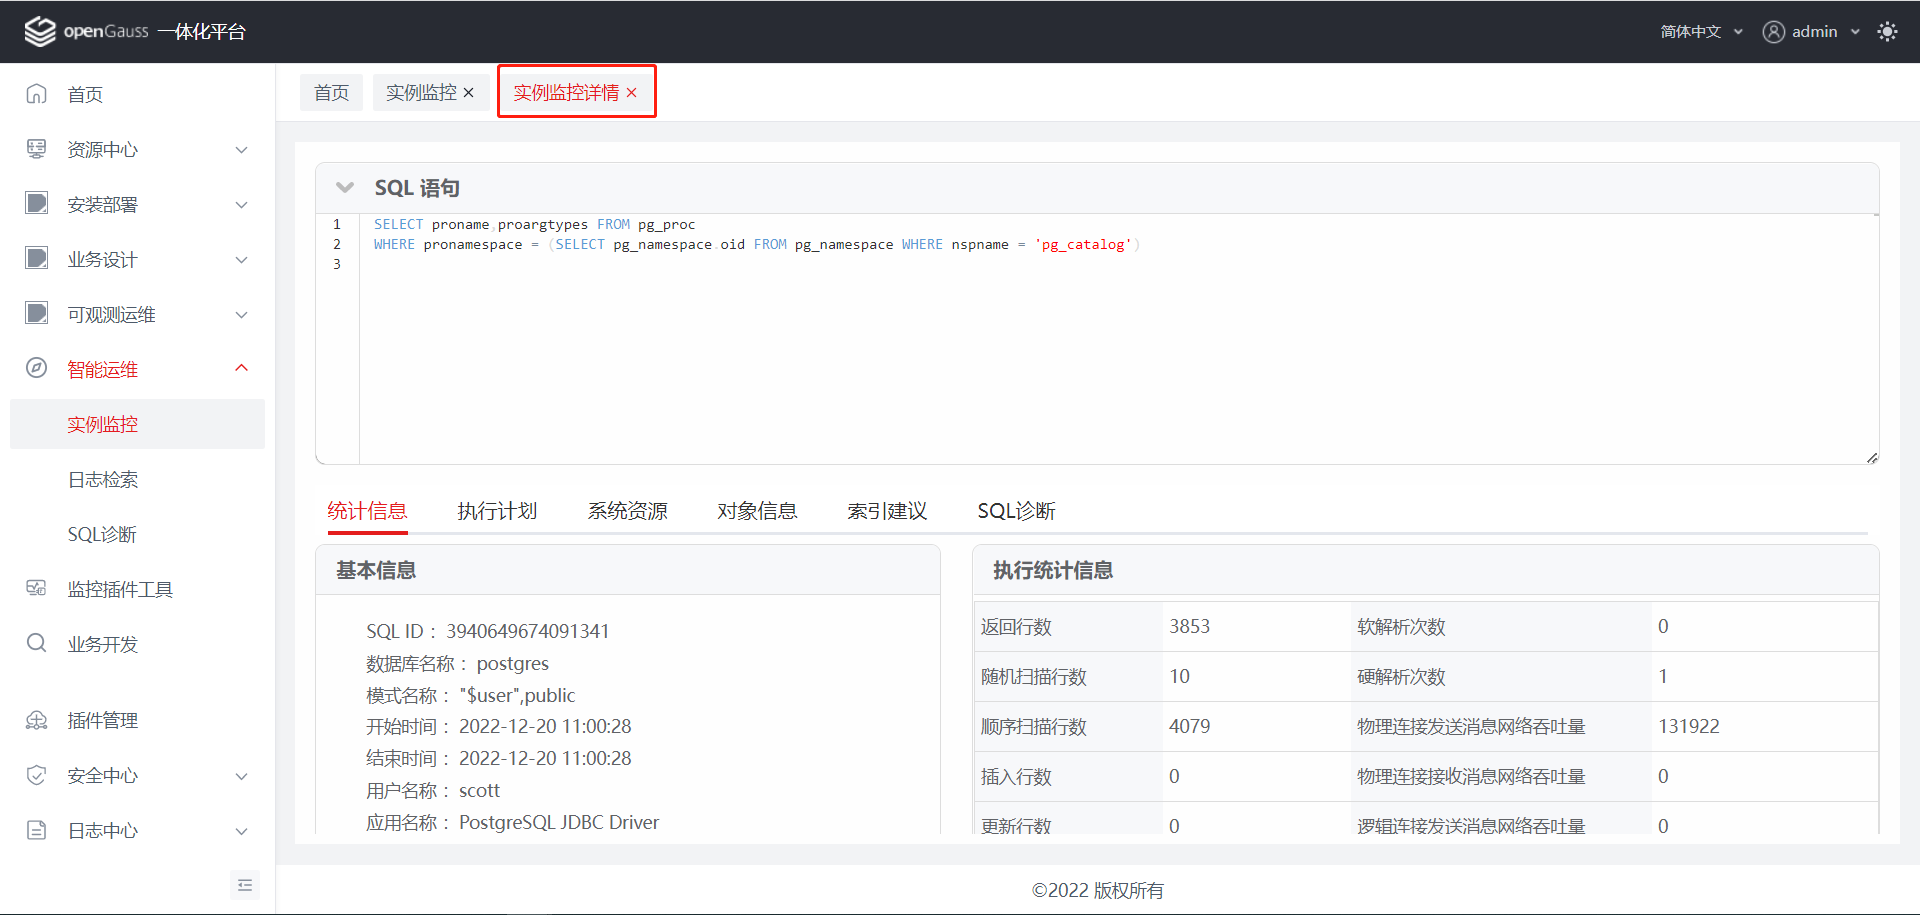 openGauss 一体化平台
简体中文
admin
首页
资源中心
安装部署
业务设计
可观测运维
智能运维
实例监控
日志检索
SQL诊断
监控插件工具
业务开发
插件管理
安全中心
日志中心
首页
实例监控 ×
实例监控详情 ×
SQL 语句
1 SELECT proname,proargtypes FROM pg_proc
2 WHERE pronamespace = (SELECT pg_namespace.oid FROM pg_namespace WHERE nspname = 'pg_catalog')
3
统计信息 执行计划 系统资源 对象信息 索引建议 SQL诊断
基本信息
SQL ID： 3940649674091341
数据库名称： postgres
模式名称： "$user",public
开始时间： 2022-12-20 11:00:28
结束时间： 2022-12-20 11:00:28
用户名称： scott
应用名称： PostgreSQL JDBC Driver
执行统计信息
返回行数 3853 软解析次数 0
随机扫描行数 10 硬解析次数 1
顺序扫描行数 4079 物理连接发送消息网络吞吐量 131922
插入行数 0 物理连接接收消息网络吞吐量 0
更新行数 0 逻辑连接发送消息网络吞吐量 0
©2022 版权所有